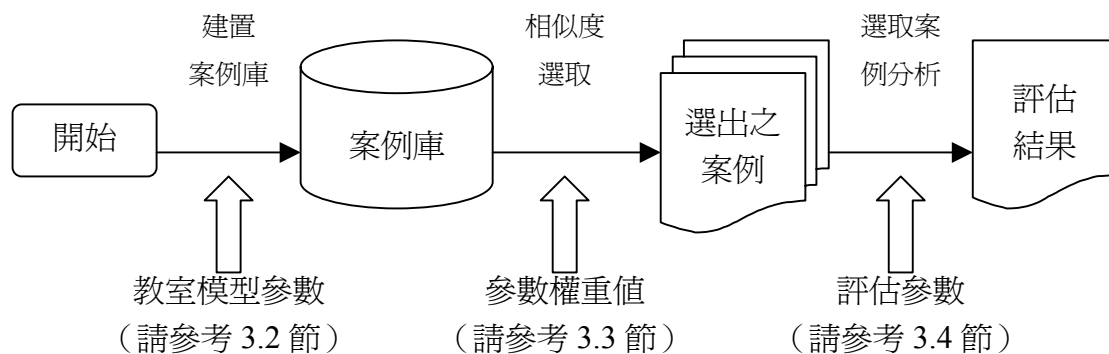 建置
案例庫
相似度
選取
選取案
例分析
開始
案例庫
選出之
案例
評估
結果
教室模型參數
（請參考 3.2 節）
參數權重值
（請參考 3.3 節）
評估參數
（請參考 3.4 節）